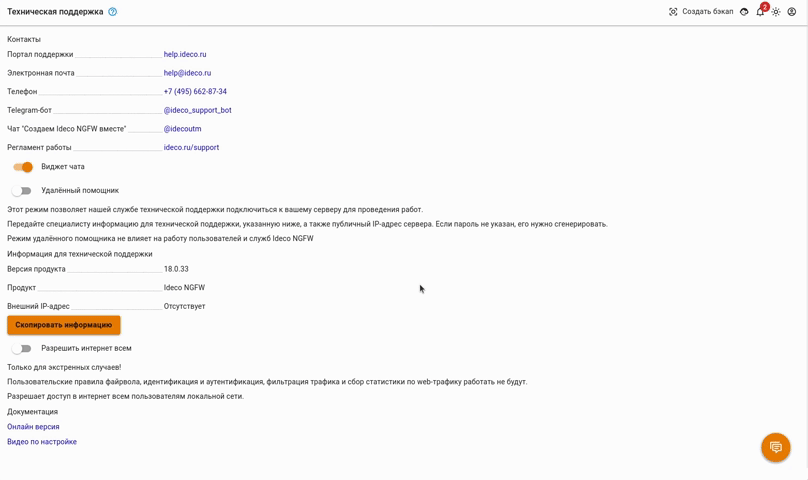 Техническая поддержка
Создать бэкап
2
Контакты
Портал поддержки help.ideco.ru
Электронная почта help@ideco.ru
Телефон +7 (495) 662-87-34
Telegram-бот @ideco_support_bot
Чат "Создаем Ideco NGFW вместе" @idecoutm
Регламент работы ideco.ru/support
Виджет чата
Удалённый помощник
Этот режим позволяет нашей службе технической поддержки подключиться к вашему серверу для проведения работ.
Передайте специалисту информацию для технической поддержки, указанную ниже, а также публичный IP-адрес сервера. Если пароль не указан, его нужно сгенерировать.
Режим удалённого помощника не влияет на работу пользователей и служб Ideco NGFW
Информация для технической поддержки
Версия продукта 18.0.33
Продукт Ideco NGFW
Внешний IP-адрес Отсутствует
Скопировать информацию
Разрешить интернет всем
Только для экстренных случаев!
Пользовательские правила файрвола, идентификация и аутентификация, фильтрация трафика и сбор статистики по web-трафику работать не будут.
Разрешает доступ в интернет всем пользователям локальной сети.
Документация
Онлайн версия
Видео по настройке